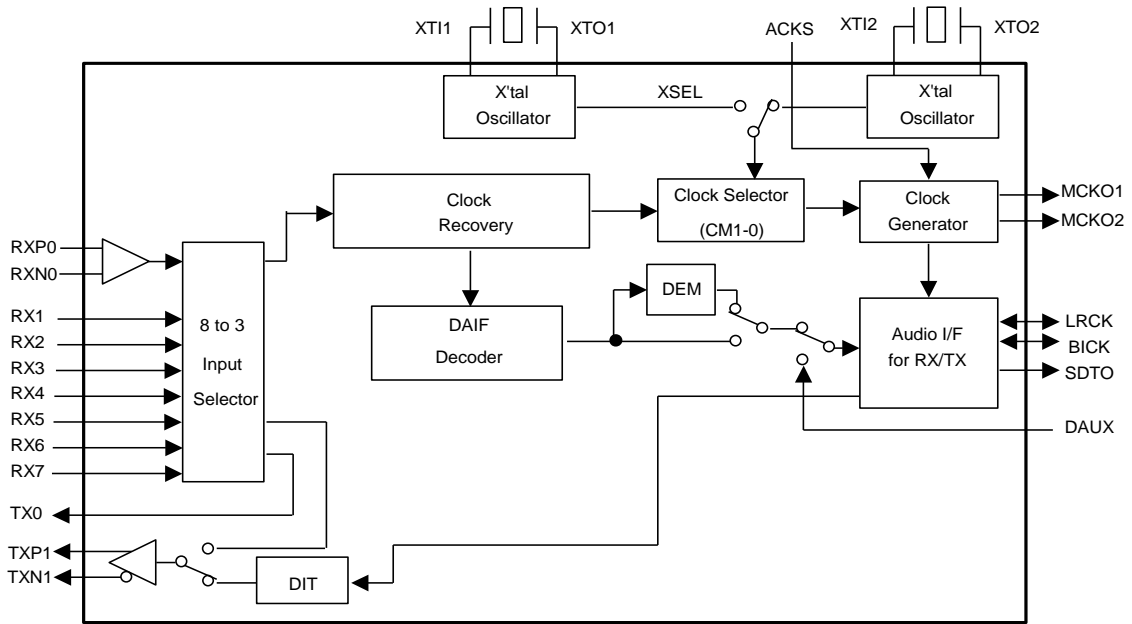 XTI1
XTO1
ACKS
XTI2
XTO2
X'tal
Oscillator
XSEL
X'tal
Oscillator
Clock
Recovery
Clock Selector
(CM1-0)
Clock
Generator
MCKO1
MCKO2
RXP0
RXN0
RX1
RX2
RX3
RX4
RX5
RX6
RX7
8 to 3
Input
Selector
DAIF
Decoder
DEM
Audio I/F
for RX/TX
LRCK
BICK
SDTO
DAUX
TX0
TXP1
TXN1
DIT